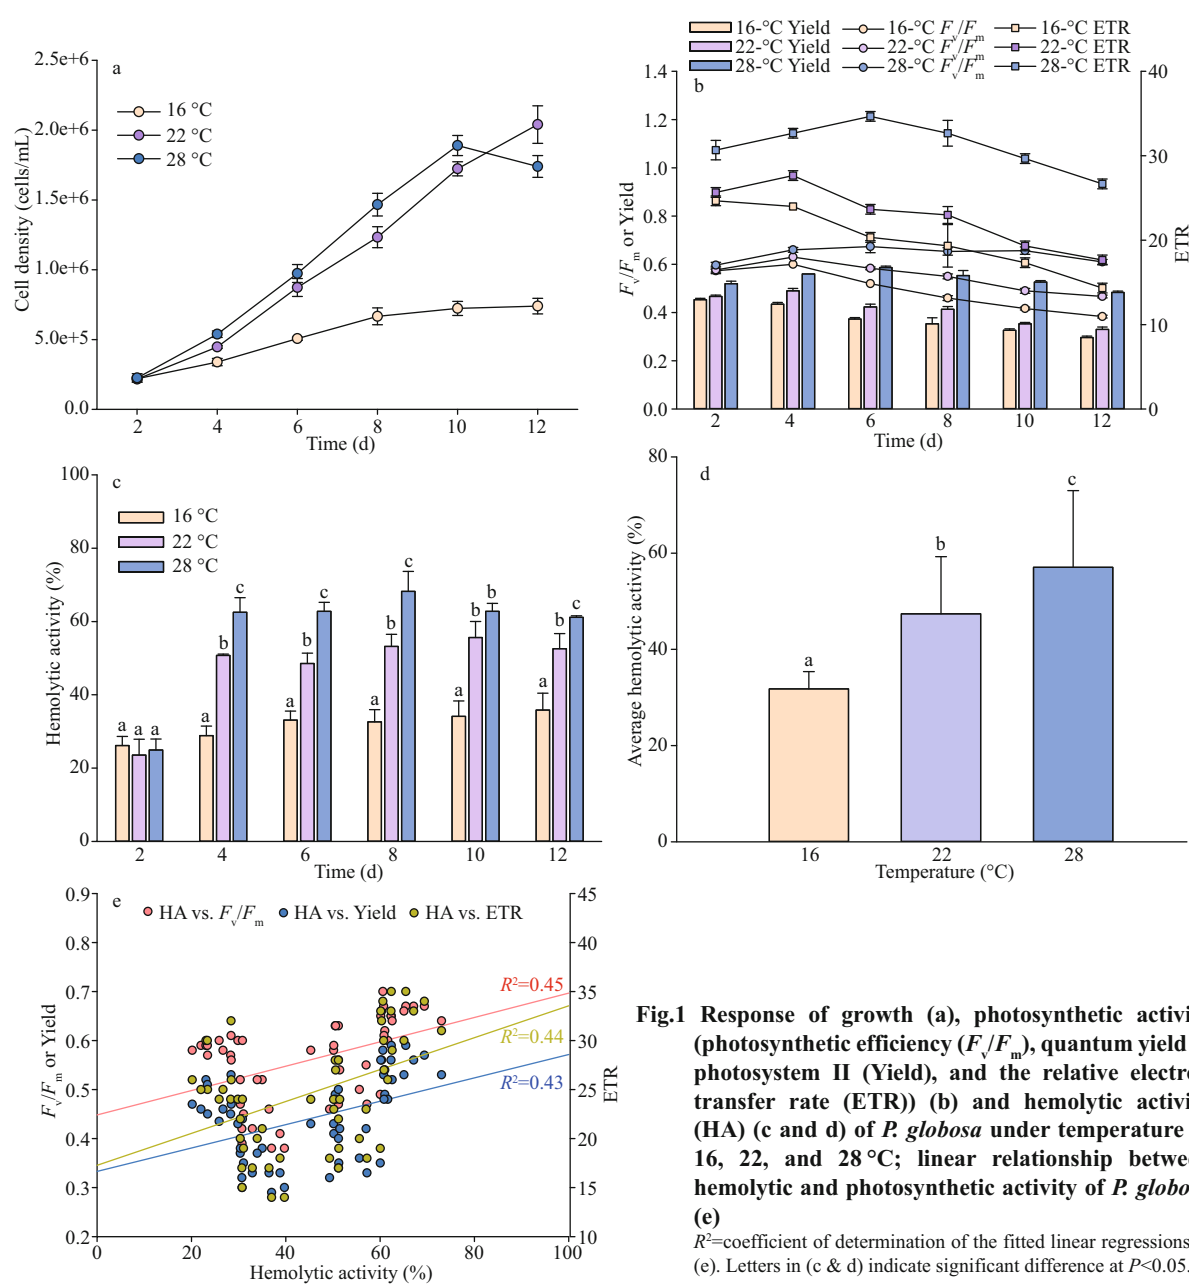 a
2.5e+6
2.0e+6
1.5e+6
1.0e+6
5.0e+5
0.0
Cell density (cells/mL)
16 °C
22 °C
28 °C
2 4 6 8 10 12
Time (d)
16-°C Yield 16-°C Fv/Fm 16-°C ETR
22-°C Yield 22-°C Fv/Fm 22-°C ETR
28-°C Yield 28-°C Fv/Fm 28-°C ETR
b
1.4
1.2
1.0
0.8
0.6
0.4
0.2
0.0
Fv/Fm or Yield
40
30
20
10
0
ETR
2 4 6 8 10 12
Time (d)
c
100
80
60
40
20
0
Hemolytic activity (%)
16 °C
22 °C
28 °C
a a a a b c a b c a b c a b b a b c
2 4 6 8 10 12
Time (d)
d
80
60
40
20
0
Average hemolytic activity (%)
a b c
16 22 28
Temperature (°C)
e
HA vs. Fv/Fm HA vs. Yield HA vs. ETR
0.9
0.8
0.7
0.6
0.5
0.4
0.3
0.2
Fv/Fm or Yield
45
40
35
30
25
20
15
10
ETR
R²=0.45
R²=0.44
R²=0.43
0 20 40 60 80 100
Hemolytic activity (%)
Fig.1 Response of growth (a), photosynthetic activi
(photosynthetic efficiency (Fv/Fm), quantum yield
photosystem II (Yield), and the relative electro
transfer rate (ETR)) (b) and hemolytic activi
(HA) (c and d) of P. globosa under temperature
16, 22, and 28 °C; linear relationship betwe
hemolytic and photosynthetic activity of P. globo
(e)
R²=coefficient of determination of the fitted linear regressions
(e). Letters in (c & d) indicate significant difference at P<0.05.